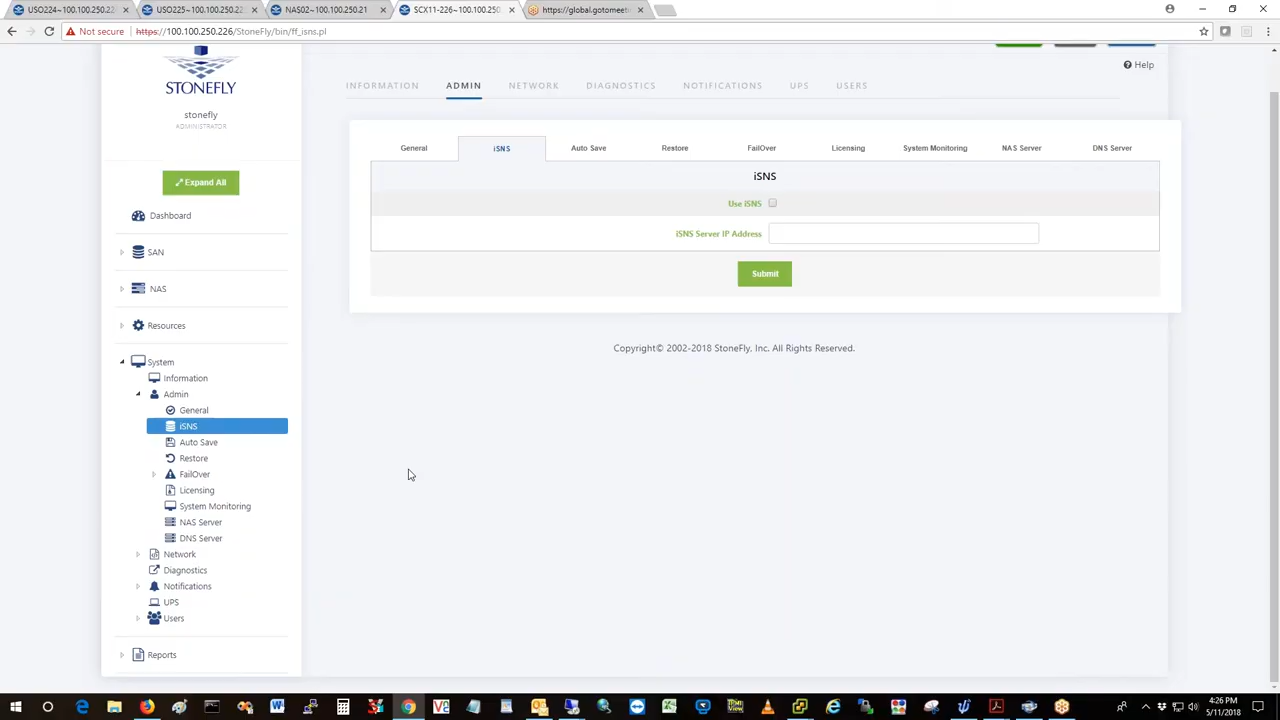 USO24~ 100.100.250.22
USO225~ 100.100.250.22
NAS02~ 100.100.250.21
SCX11-226~ 100.100.250
https://global.gotomeet
Not secure
https://100.100.250.226/StoneFly/bin/ff_isns.pl
STONEFLY
stonefly
ADMINISTRATOR
Expand All
Dashboard
SAN
NAS
Resources
System
Information
Admin
General
iSNS
Auto Save
Restore
FailOver
Licensing
System Monitoring
NAS Server
DNS Server
Network
Diagnostics
Notifications
UPS
Users
Reports
Help
INFORMATION ADMIN NETWORK DIAGNOSTICS NOTIFICATIONS UPS USERS
General iSNS Auto Save Restore FailOver Licensing System Monitoring NAS Server DNS Server
iSNS
Use iSNS
iSNS Server IP Address
Submit
Copyright© 2002-2018 StoneFly, Inc. All Rights Reserved.
4:26 PM
5/11/2018